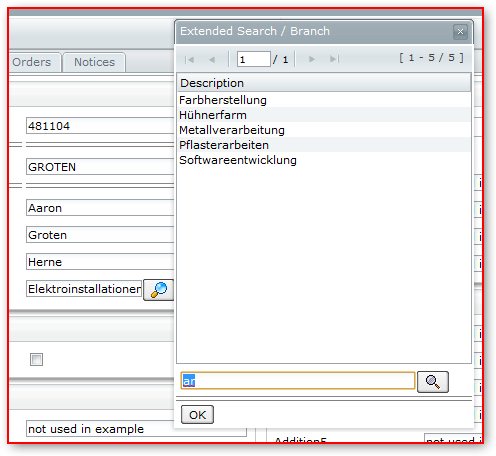 Extended Search / Branch
1 / 1 [ 1 - 5 / 5 ]
Orders Notices
Description
Farbherstellung
Hühnerfarm
Metallverarbeitung
Pflasterarbeiten
Softwareentwicklung
481104
GROTEN
Aaron
Groten
Herne
Elektroinstallationen
ar
OK
not used in example
Addition5 not used i